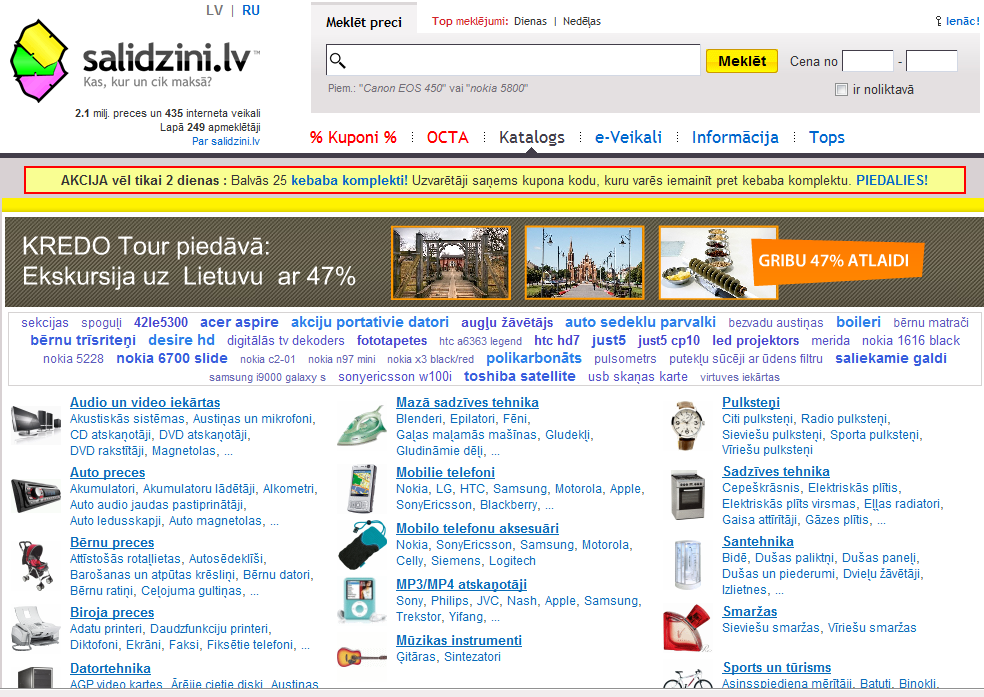 LV | RU
salidzini.lv™
Kas, kur un cik maksā?
2.1 milj. preces un 435 interneta veikali
Lapā 249 apmeklētāji
Par salidzini.lv
Meklēt preci
Top meklējumi: Dienas | Nedēļas
Ienāc!
Meklēt
Cena no -
Piem.: "Canon EOS 450" vai "nokia 5800"
ir noliktavā
% Kuponi % : OCTA : Katalogs : e-Veikali : Informācija : Tops
AKCIJA vēl tikai 2 dienas : Balvās 25 kebaba komplekti! Uzvarētāji saņems kupona kodu, kuru varēs iemainīt pret kebaba komplektu. PIEDALIES!
KREDO Tour piedāvā:
Ekskursija uz Lietuvu ar 47%
GRIBU 47% ATLAIDI
sekcijas spoguļi 42le5300 acer aspire akciju portativie datori augļu žāvētājs auto sedeklu parvalki bezvadu austiņas boileri bērnu matrači
bērnu trīsriteņi desire hd digitālās tv dekoders fototapetes htc a6363 legend htc hd7 just5 just5 cp10 led projektors merida nokia 1616 black
nokia 5228 nokia 6700 slide nokia c2-01 nokia n97 mini nokia x3 black/red polikarbonāts pulsometrs putekļu sūcēji ar ūdens filtru saliekamie galdi
samsung i9000 galaxy s sonyericsson w100i toshiba satellite usb skaņas karte virtuves iekārtas
Audio un video iekārtas
Akustiskās sistēmas, Austiņas un mikrofoni,
CD atskaņotāji, DVD atskaņotāji,
DVD rakstītāji, Magnetolas, ...
Auto preces
Akumulatori, Akumulatoru lādētāji, Alkometri,
Auto audio jaudas pastiprinātāji,
Auto ledusskapji, Auto magnetolas, ...
Bērnu preces
Attīstošās rotaļlietas, Autosēdeklīši,
Barošanas un atpūtas krēsliņi, Bērnu datori,
Bērnu ratiņi, Ceļojuma gultiņas, ...
Biroja preces
Adatu printeri, Daudzfunkciju printeri,
Diktofoni, Ekrāni, Faksi, Fiksētie telefoni, ...
Datortehnika
AGP video kartes, Ārējie cietie diski, Austiņas
Mazā sadzīves tehnika
Blenderi, Epilatori, Fēni,
Gaļas maļamās mašīnas, Gludekļi,
Gludināmie dēļi, ...
Mobilie telefoni
Nokia, LG, HTC, Samsung, Motorola, Apple,
SonyEricsson, Blackberry, ...
Mobilo telefonu aksesuāri
Nokia, SonyEricsson, Samsung, Motorola,
Celly, Siemens, Logitech
MP3/MP4 atskaņotāji
Sony, Philips, JVC, Nash, Apple, Samsung,
Trekstor, Yifang, ...
Mūzikas instrumenti
Ģitāras, Sintezatori
Pulksteņi
Citi pulksteņi, Radio pulksteņi,
Sieviešu pulksteņi, Sporta pulksteņi,
Vīriešu pulksteņi
Sadzīves tehnika
Cepeškrāsnis, Elektriskās plītis,
Elektriskās plīts virsmas, Eļļas radiatori,
Gaisa attīrītāji, Gāzes plītis, ...
Santehnika
Bidē, Dušas paliktņi, Dušas paneļi,
Dušas un piederumi, Dvieļu žāvētāji,
Izlietnes, ...
Smaržas
Sieviešu smaržas, Vīriešu smaržas
Sports un tūrisms
Asinsspiediena mērītāji, Batuti, Binokļi,